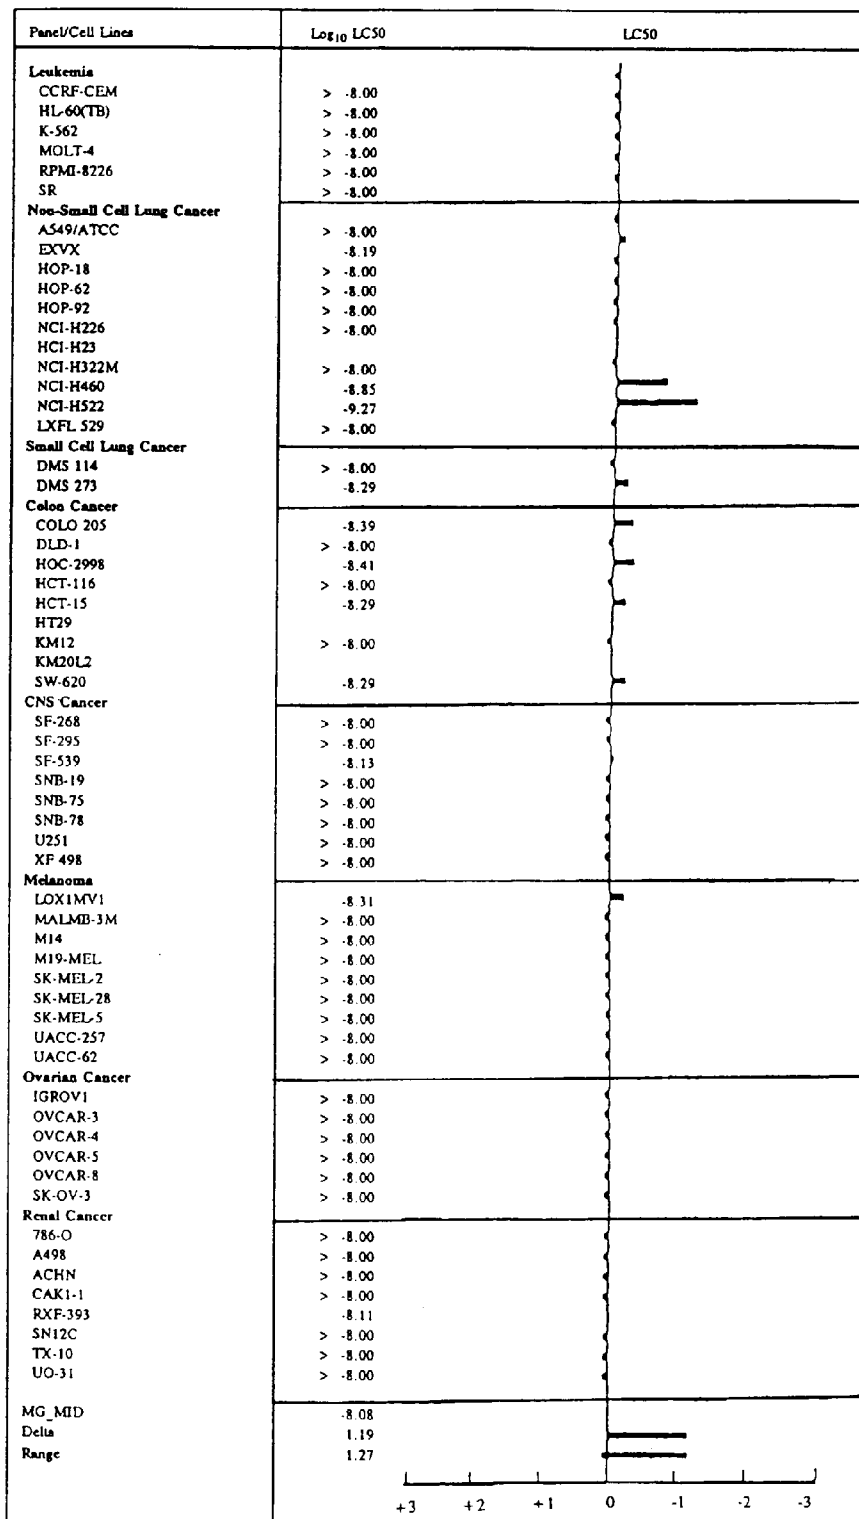 Panel/Cell Lines Log10 LC50 LC50
Leukemia
CCRF-CEM > -8.00
HL-60(TB) > -8.00
K-562 > -8.00
MOLT-4 > -8.00
RPMI-8226 > -8.00
SR > -8.00
Non-Small Cell Lung Cancer
A549/ATCC > -8.00
EXVX -8.19
HOP-18 > -8.00
HOP-62 > -8.00
HOP-92 > -8.00
NCI-H226 > -8.00
HCI-H23
NCI-H322M > -8.00
NCI-H460 -8.85
NCI-H522 -9.27
LXFL 529 > -8.00
Small Cell Lung Cancer
DMS 114 > -8.00
DMS 273 -8.29
Colon Cancer
COLO 205 -8.39
DLD-1 > -8.00
HOC-2998 -8.41
HCT-116 > -8.00
HCT-15 -8.29
HT29
KM12 > -8.00
KM20L2
SW-620 -8.29
CNS Cancer
SF-268 > -8.00
SF-295 > -8.00
SF-539 -8.13
SNB-19 > -8.00
SNB-75 > -8.00
SNB-78 > -8.00
U251 > -8.00
XF 498 > -8.00
Melanoma
LOX1MV1 -8.31
MALMB-3M > -8.00
M14 > -8.00
M19-MEL > -8.00
SK-MEL-2 > -8.00
SK-MEL-28 > -8.00
SK-MEL-5 > -8.00
UACC-257 > -8.00
UACC-62 > -8.00
Ovarian Cancer
IGROV1 > -8.00
OVCAR-3 > -8.00
OVCAR-4 > -8.00
OVCAR-5 > -8.00
OVCAR-8 > -8.00
SK-OV-3 > -8.00
Renal Cancer
786-O > -8.00
A498 > -8.00
ACHN > -8.00
CAK1-1 > -8.00
RXF-393 -8.11
SN12C > -8.00
TX-10 > -8.00
UO-31 > -8.00
MG_MID -8.08
Delta 1.19
Range 1.27
+3 +2 +1 0 -1 -2 -3